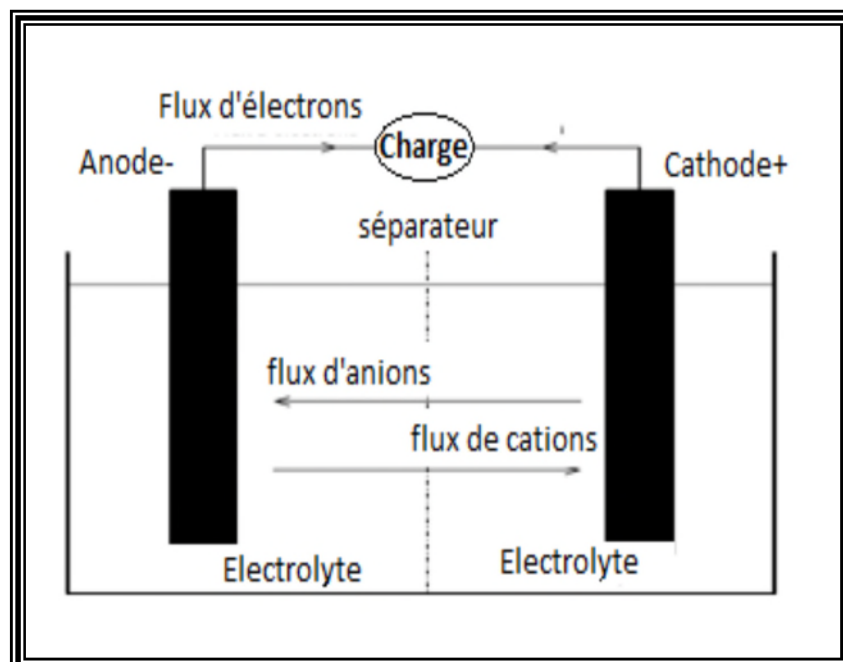 Flux d'électrons
Charge
Anode-
Cathode+
séparateur
flux d'anions
flux de cations
Electrolyte
Electrolyte